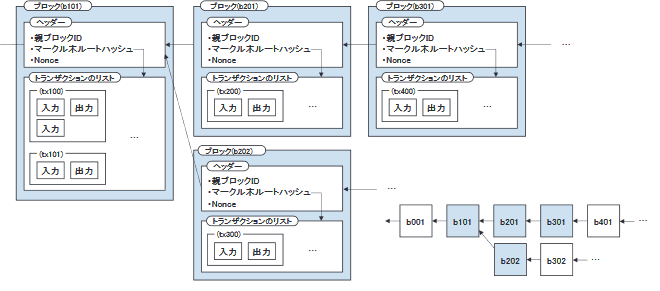 ブロック(b101)
ヘッダー
・親ブロックID
・マークル木ルートハッシュ
・Nonce
トランザクションのリスト
(tx100)
入力 出力
入力
…
(tx101)
入力 出力
ブロック(b201)
ヘッダー
・親ブロックID
・マークル木ルートハッシュ
・Nonce
トランザクションのリスト
(tx200)
入力 出力 …
ブロック(b301)
ヘッダー
・親ブロックID
・マークル木ルートハッシュ
・Nonce
トランザクションのリスト
(tx400)
入力 出力 …
…
ブロック(b202)
ヘッダー
・親ブロックID
・マークル木ルートハッシュ
・Nonce
トランザクションのリスト
(tx300)
入力 出力 …
…
b001 b101 b201 b301 b401 …
b202 b302 …